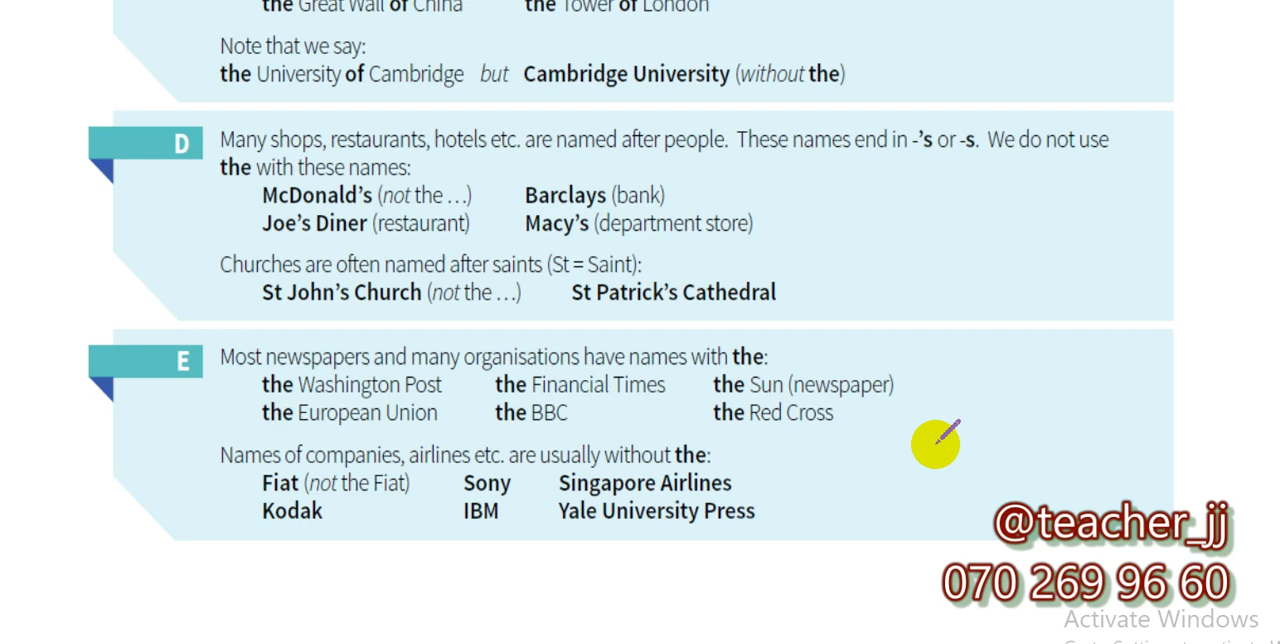 the Great Wall of China the Tower of London
Note that we say:
the University of Cambridge but Cambridge University (without the)
D Many shops, restaurants, hotels etc. are named after people. These names end in -'s or -s. We do not use
the with these names:
McDonald's (not the …) Barclays (bank)
Joe's Diner (restaurant) Macy's (department store)
Churches are often named after saints (St = Saint):
St John's Church (not the …) St Patrick's Cathedral
E Most newspapers and many organisations have names with the:
the Washington Post the Financial Times the Sun (newspaper)
the European Union the BBC the Red Cross
Names of companies, airlines etc. are usually without the:
Fiat (not the Fiat) Sony Singapore Airlines
Kodak IBM Yale University Press
@teacher_jj
070 269 96 60
Activate Windows